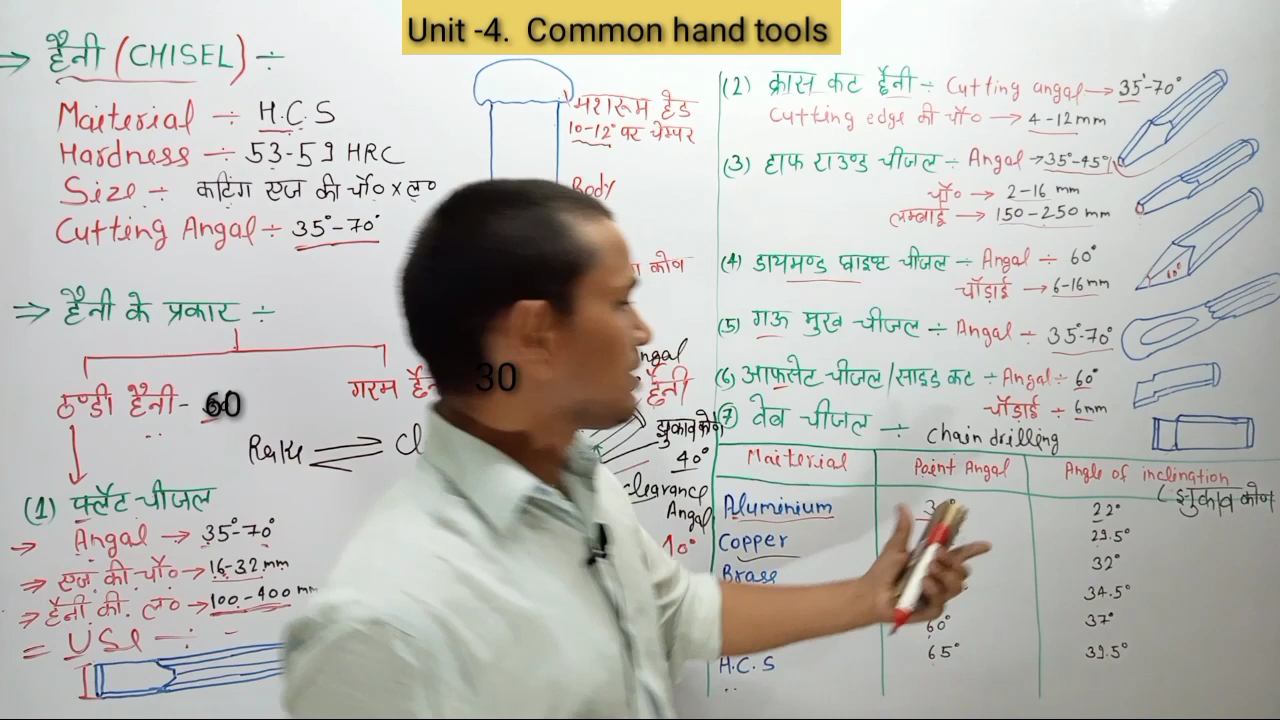 Unit -4. Common hand tools
⇒ हैनी (CHISEL) ÷
Maiterial ÷ H.C.S
Hardness ÷ 53-59 HRC
Size ÷ कटिंग एज की चौ० x ल०
Cutting Angal ÷ 35°-70°
⇒ हैनी के प्रकार ÷
ठण्डी हैनी- 60
गरम
30
Rake
(1) फ्लैट चीजल
→ Angal → 35°-70°
⇒ एज की चौ० → 16-32 mm
⇒ हैनी की ल० → 100-400
= USe ÷ -
मशरूम हैड
10-12° पर चेम्पर
Body
कोण
ngal
हैनी
झुकाव कोण
40°
clearance
Angal
10°
(2) क्रास कट हैनी ÷ Cutting angal → 35°-70°
Cutting edge की चौ० → 4-12mm
(3) हाफ राउण्ड चीजल ÷ Angal → 35°-45°
चौ० → 2-16 mm
लम्बाई → 150-250 mm
(4) डायमण्ड प्वाइण्ट चीजल ÷ Angal ÷ 60°
चौड़ाई → 6-16mm
60°
(5) गऊ मुख चीजल ÷ Angal ÷ 35°-70°
(6) आफसेट चीजल/साइड कट ÷ Angal ÷ 60°
चौड़ाई ÷ 6mm
(7) वेब चीजल ÷ chain drilling
Maiterial Point Angal Angle of inclination
(झुकाव कोण
Aluminium 22°
Copper 29.5°
Brass 32°
34.5°
60° 37°
H.C.S 65° 39.5°